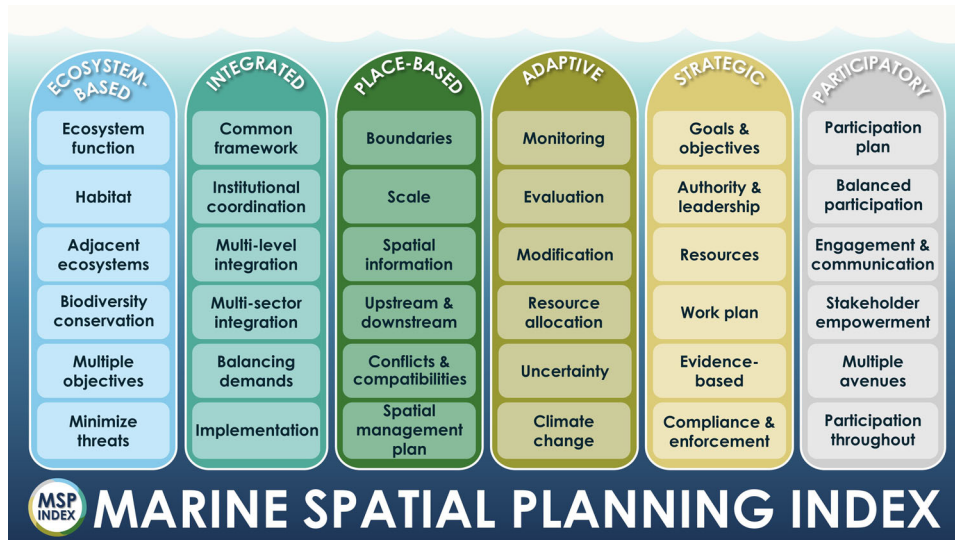 ECOSYSTEM-
BASED
Ecosystem
function
Habitat
Adjacent
ecosystems
Biodiversity
conservation
Multiple
objectives
Minimize
threats
INTEGRATED
Common
framework
Institutional
coordination
Multi-level
integration
Multi-sector
integration
Balancing
demands
Implementation
PLACE-BASED
Boundaries
Scale
Spatial
information
Upstream &
downstream
Conflicts &
compatibilities
Spatial
management
plan
ADAPTIVE
Monitoring
Evaluation
Modification
Resource
allocation
Uncertainty
Climate
change
STRATEGIC
Goals &
objectives
Authority &
leadership
Resources
Work plan
Evidence-
based
Compliance &
enforcement
PARTICIPATORY
Participation
plan
Balanced
participation
Engagement &
communication
Stakeholder
empowerment
Multiple
avenues
Participation
throughout
MSP
INDEX
MARINE SPATIAL PLANNING INDEX